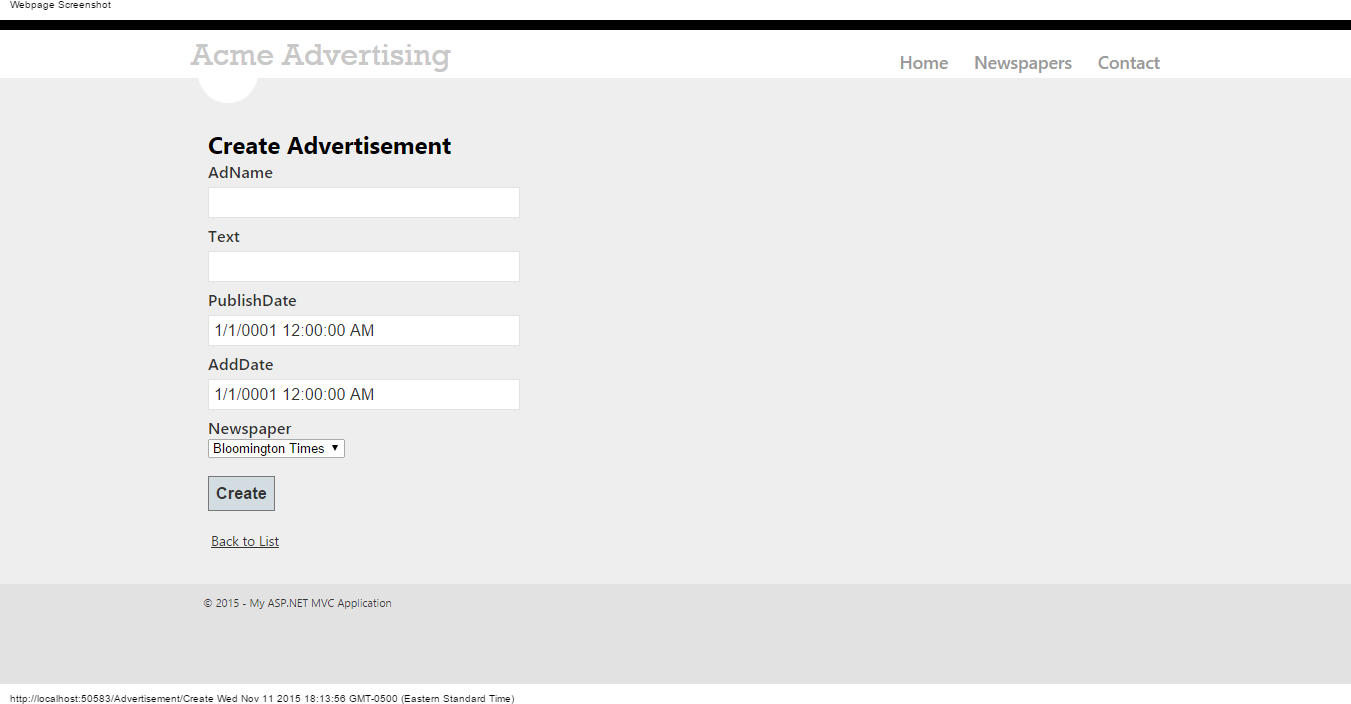 Webpage Screenshot
Acme Advertising
Home Newspapers Contact
Create Advertisement
AdName
Text
PublishDate
1/1/0001 12:00:00 AM
AddDate
1/1/0001 12:00:00 AM
Newspaper
Bloomington Times
Create
Back to List
© 2015 - My ASP.NET MVC Application
http://localhost:50583/Advertisement/Create Wed Nov 11 2015 18:13:56 GMT-0500 (Eastern Standard Time)